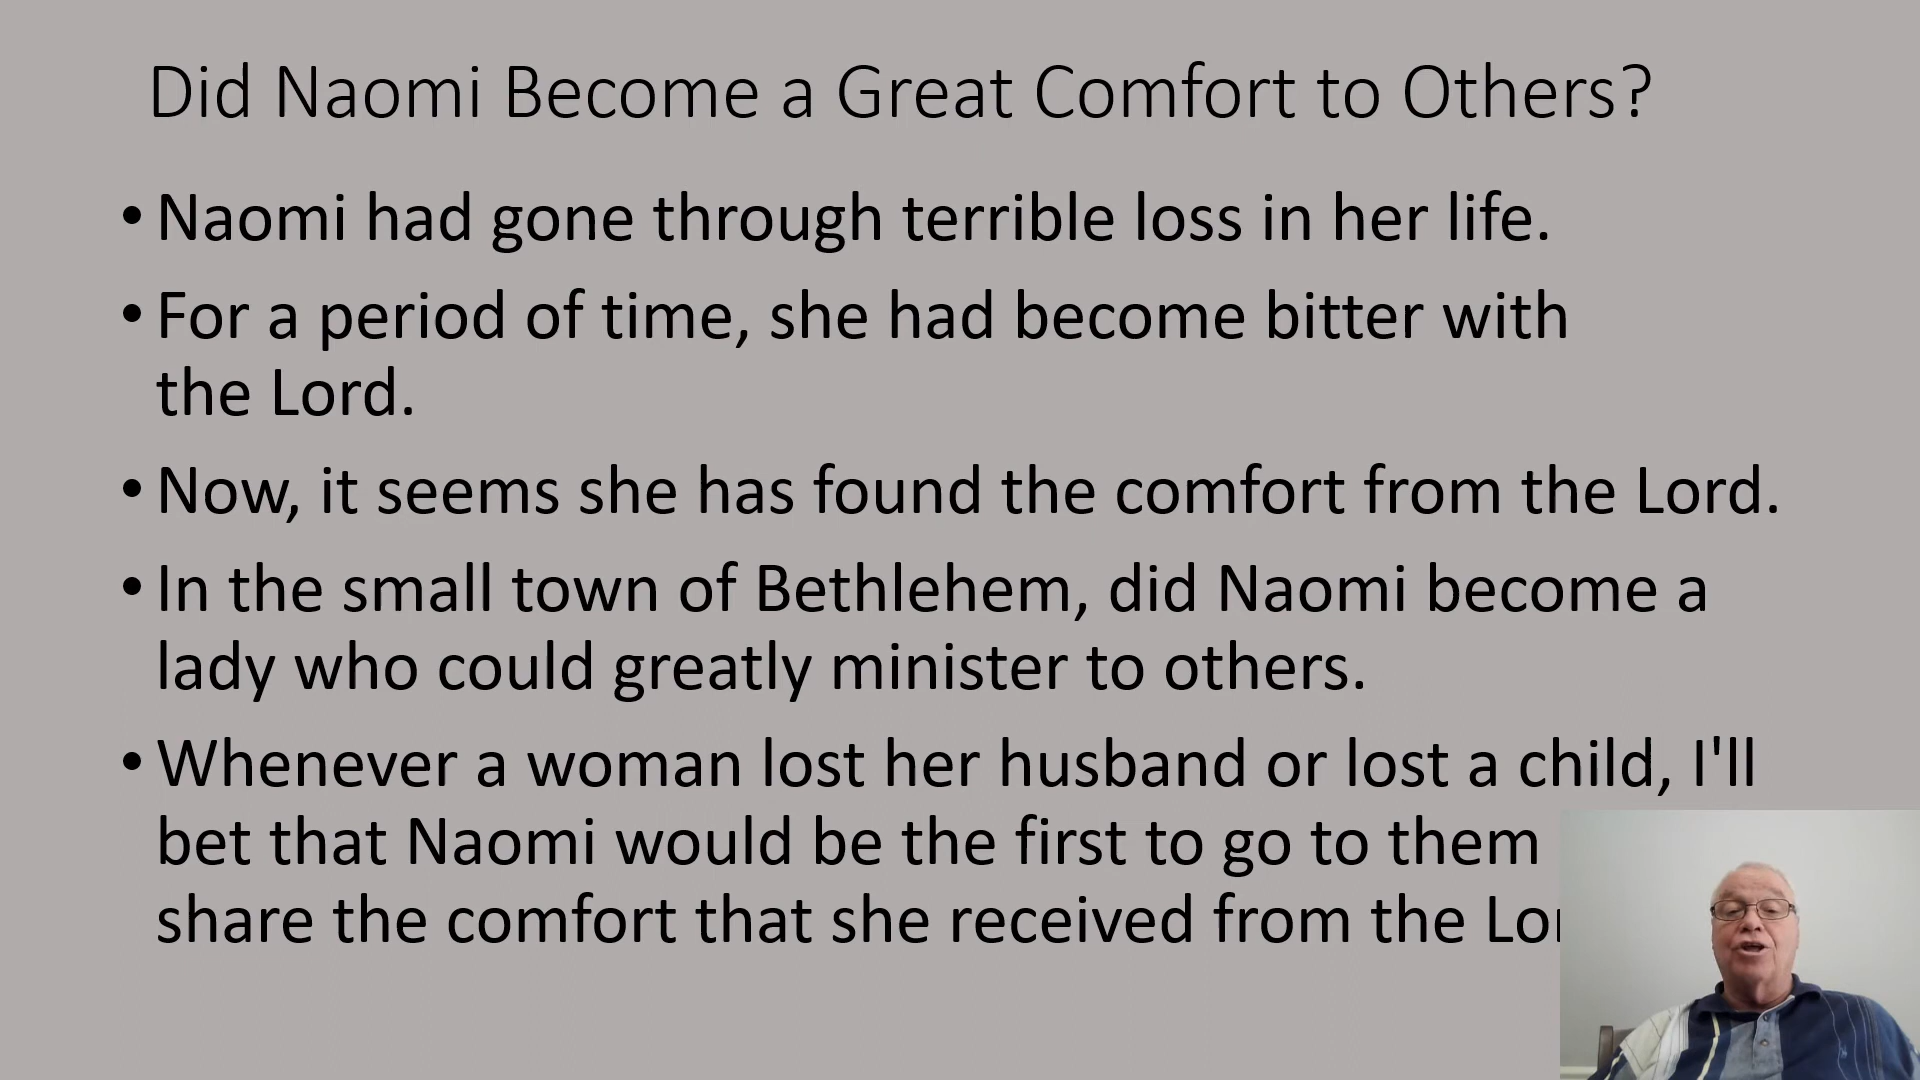 Did Naomi Become a Great Comfort to Others?
• Naomi had gone through terrible loss in her life.
• For a period of time, she had become bitter with
the Lord.
• Now, it seems she has found the comfort from the Lord.
• In the small town of Bethlehem, did Naomi become a
lady who could greatly minister to others.
• Whenever a woman lost her husband or lost a child, I'll
bet that Naomi would be the first to go to them
share the comfort that she received from the